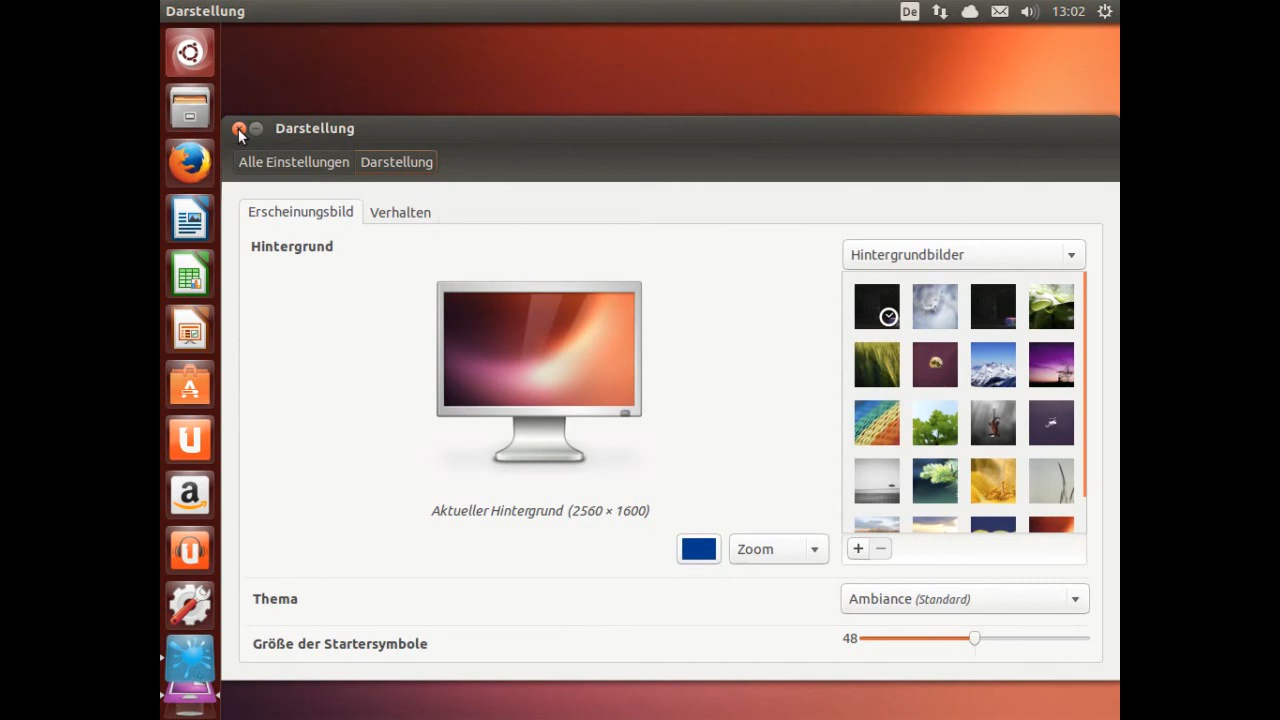 Darstellung
De
13:02
Darstellung
Alle Einstellungen
Darstellung
Erscheinungsbild
Verhalten
Hintergrund
Hintergrundbilder
Aktueller Hintergrund (2560 × 1600)
Zoom
+ −
Thema
Ambiance (Standard)
Größe der Startersymbole
48